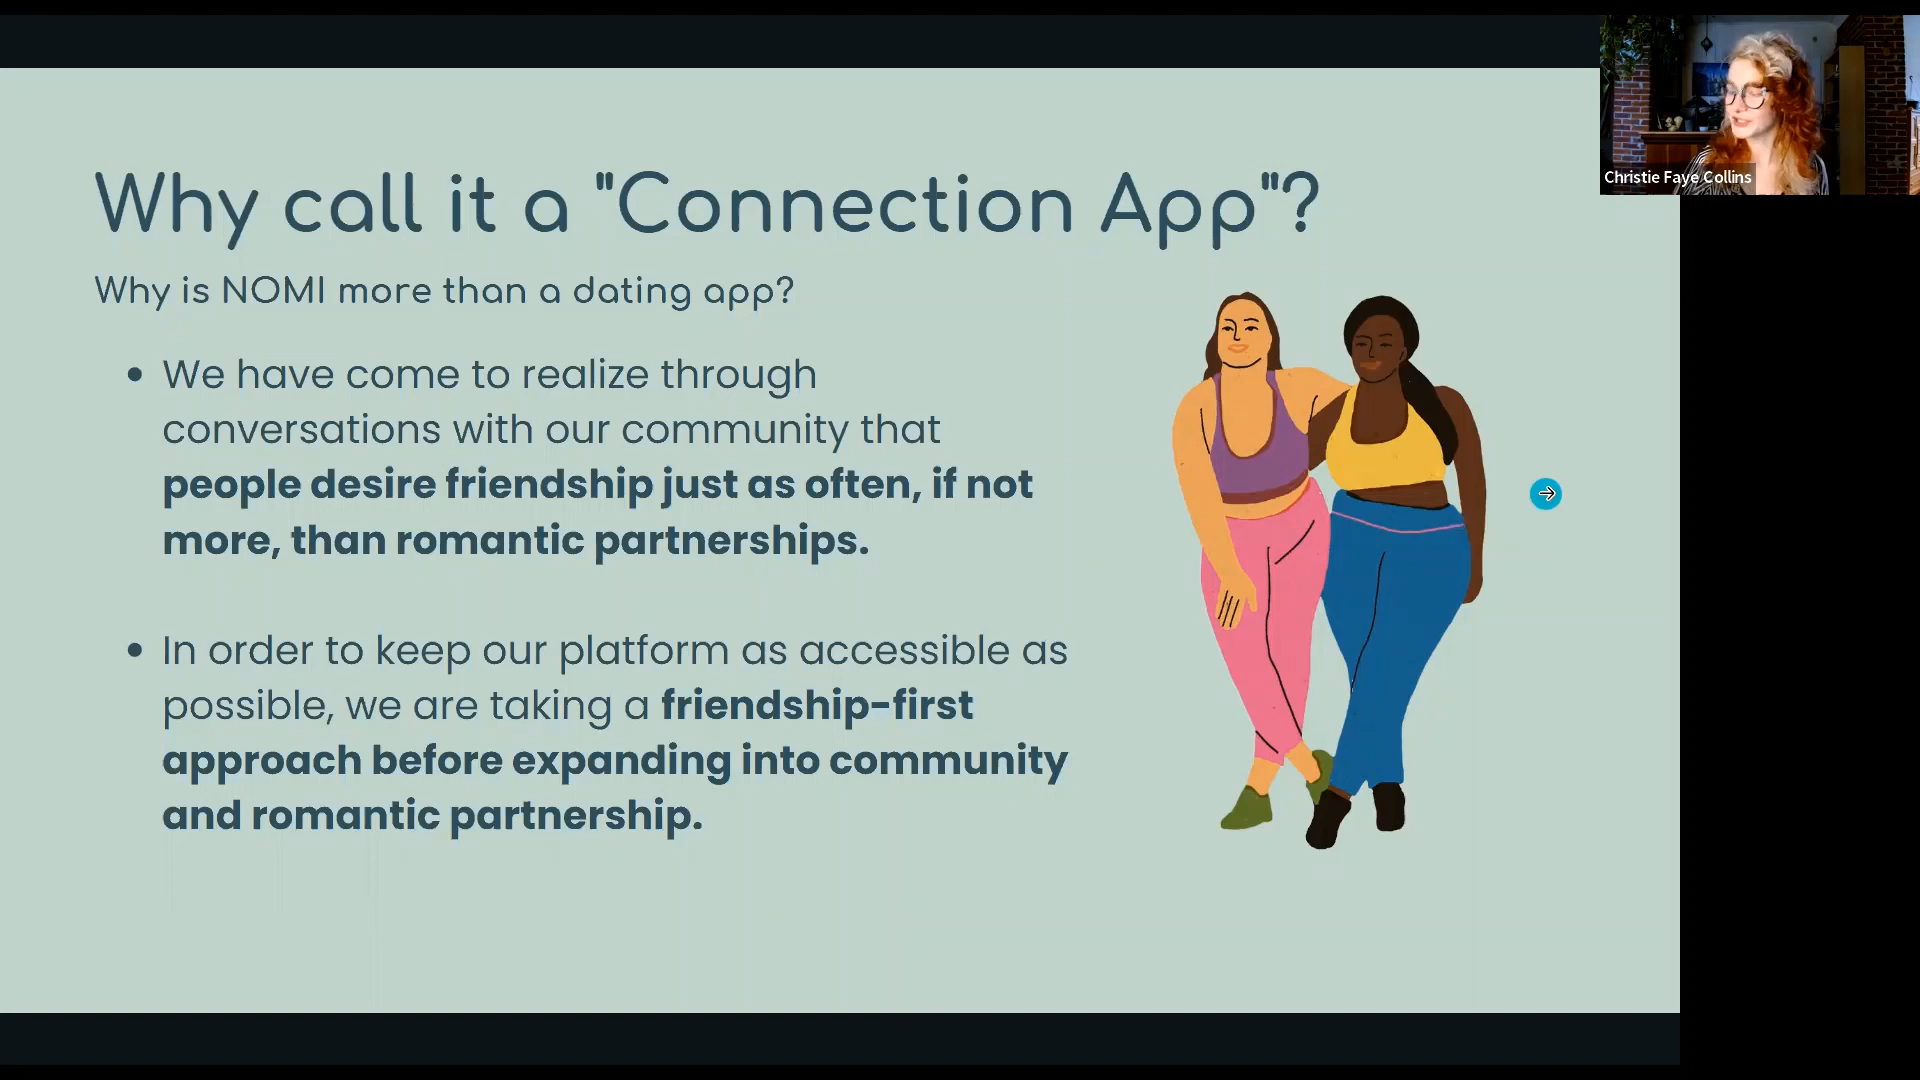 Christie Faye Collins
Why call it a "Connection App"?
Why is NOMI more than a dating app?
• We have come to realize through
conversations with our community that
people desire friendship just as often, if not
more, than romantic partnerships.
• In order to keep our platform as accessible as
possible, we are taking a friendship-first
approach before expanding into community
and romantic partnership.